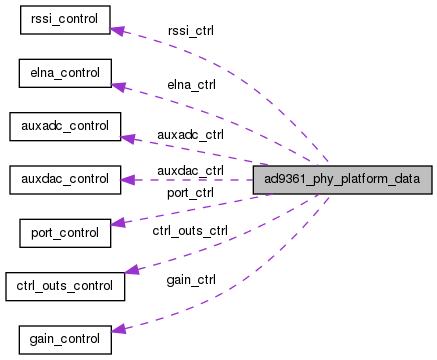 rssi_control
rssi_ctrl
elna_control
elna_ctrl
auxadc_control
auxadc_ctrl
auxdac_control
auxdac_ctrl
ad9361_phy_platform_data
port_ctrl
port_control
ctrl_outs_ctrl
ctrl_outs_control
gain_ctrl
gain_control